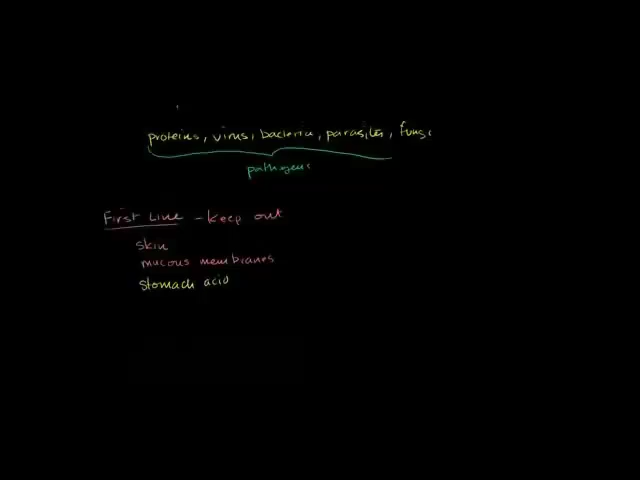 proteins, virus, bacteria, parasites, fungi
pathogens
First Line - keep out
skin
mucous membranes
stomach acid